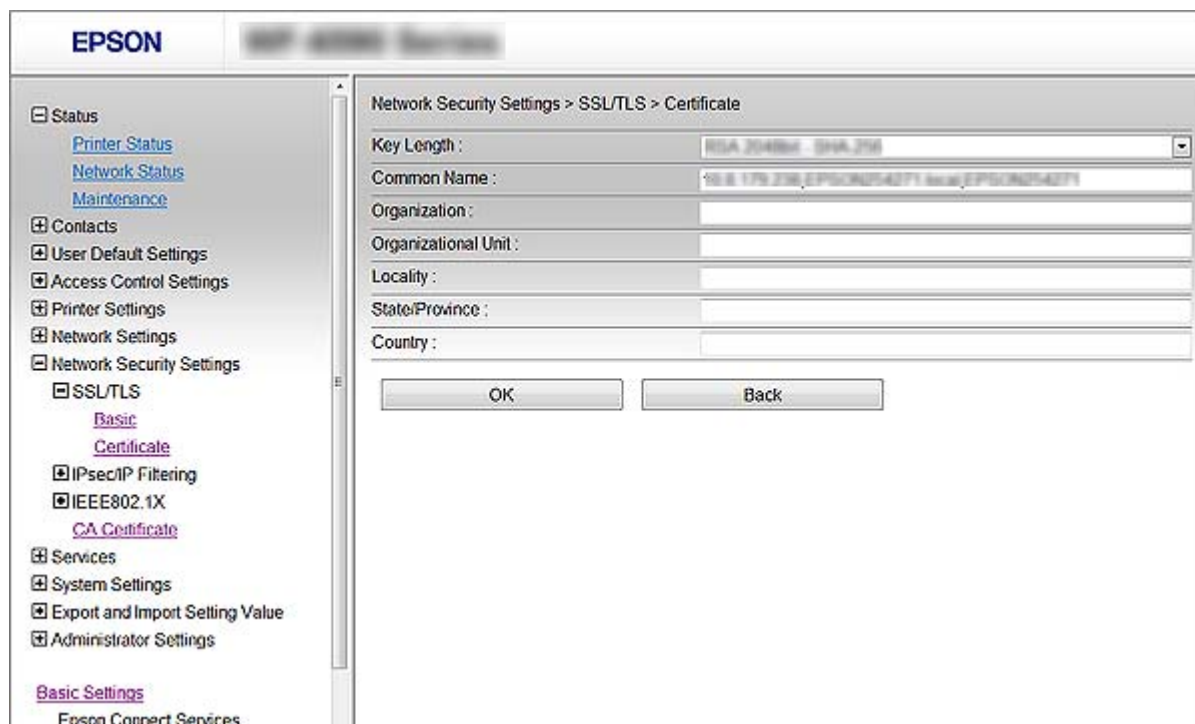 EPSON
Status
Printer Status
Network Status
Maintenance
Contacts
User Default Settings
Access Control Settings
Printer Settings
Network Settings
Network Security Settings
SSL/TLS
Basic
Certificate
IPsec/IP Filtering
IEEE802.1X
CA Certificate
Services
System Settings
Export and Import Setting Value
Administrator Settings
Basic Settings
Epson Connect Services
Network Security Settings > SSL/TLS > Certificate
Key Length :
Common Name :
Organization :
Organizational Unit :
Locality :
State/Province :
Country :
OK
Back